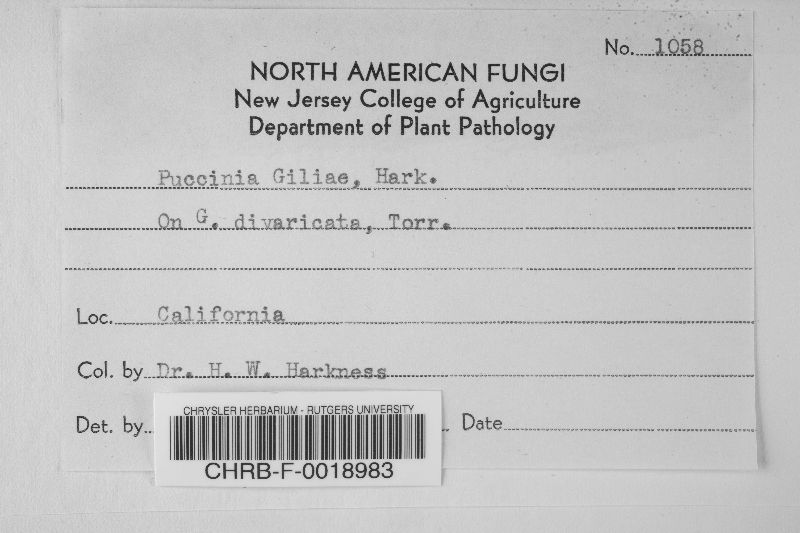 No. 1058
NORTH AMERICAN FUNGI
New Jersey College of Agriculture
Department of Plant Pathology
Puccinia Giliae, Hark.
On G. divaricata, Torr.
Loc. California
Col. by Dr. H. W. Harkness
Det. by Date
CHRYSLER HERBARIUM - RUTGERS UNIVERSITY
CHRB-F-0018983